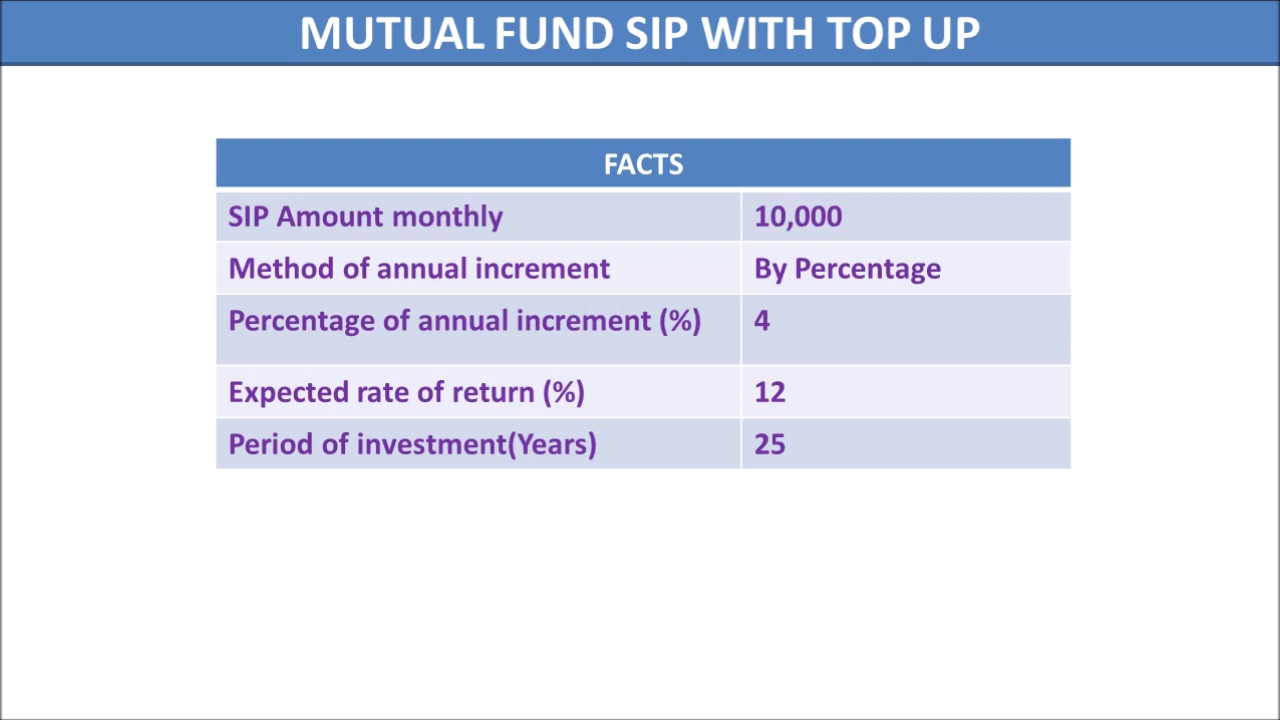 MUTUAL FUND SIP WITH TOP UP
FACTS
SIP Amount monthly 10,000
Method of annual increment By Percentage
Percentage of annual increment (%) 4
Expected rate of return (%) 12
Period of investment(Years) 25